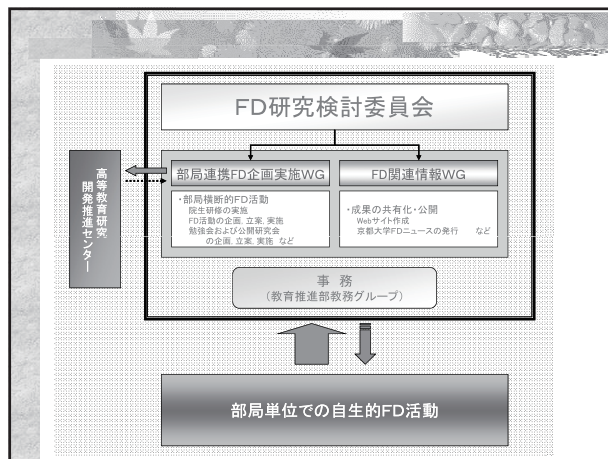 FD研究検討委員会
高等教育研究
開発推進センター
部局連携FD企画実施WG
・部局横断的FD活動
院生研修の実施
FD活動の企画，立案，実施
勉強会および公開研究会
の企画，立案，実施 など
FD関連情報WG
・成果の共有化・公開
Webサイト作成
京都大学FDニュースの発行 など
事 務
（教育推進部教務グループ）
部局単位での自生的FD活動